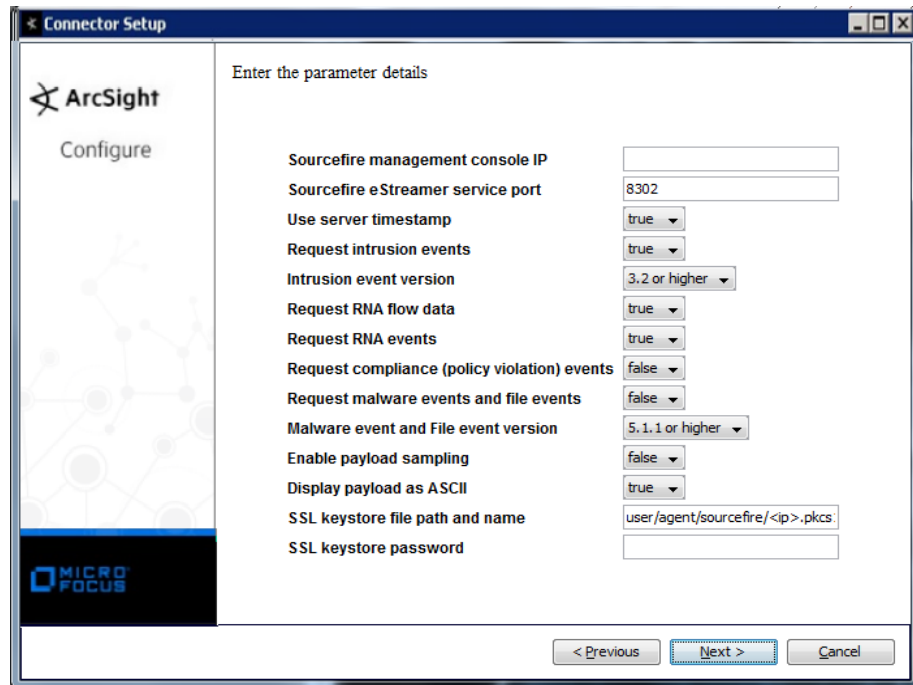 Connector Setup
ArcSight
Configure
Enter the parameter details
Sourcefire management console IP
Sourcefire eStreamer service port 8302
Use server timestamp true
Request intrusion events true
Intrusion event version 3.2 or higher
Request RNA flow data true
Request RNA events true
Request compliance (policy violation) events false
Request malware events and file events false
Malware event and File event version 5.1.1 or higher
Enable payload sampling false
Display payload as ASCII true
SSL keystore file path and name user/agent/sourcefire/<ip>.pkcs
SSL keystore password
MICRO
FOCUS
< Previous Next > Cancel